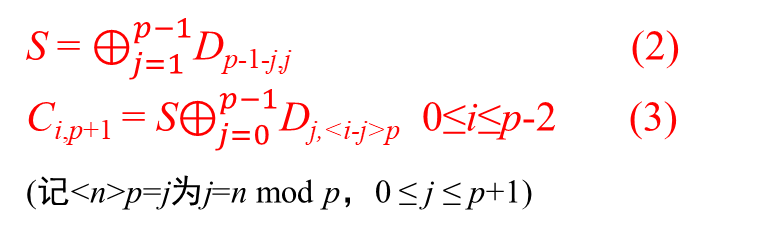 S = ⊕_{j=1}^{p−1} D_{p-1-j,j} (2)
C_{i,p+1} = S⊕_{j=0}^{p−1} D_{j,<i-j>p} 0≤i≤p-2 (3)
(记<n>p=j为j=n mod p，0 ≤ j ≤ p+1)